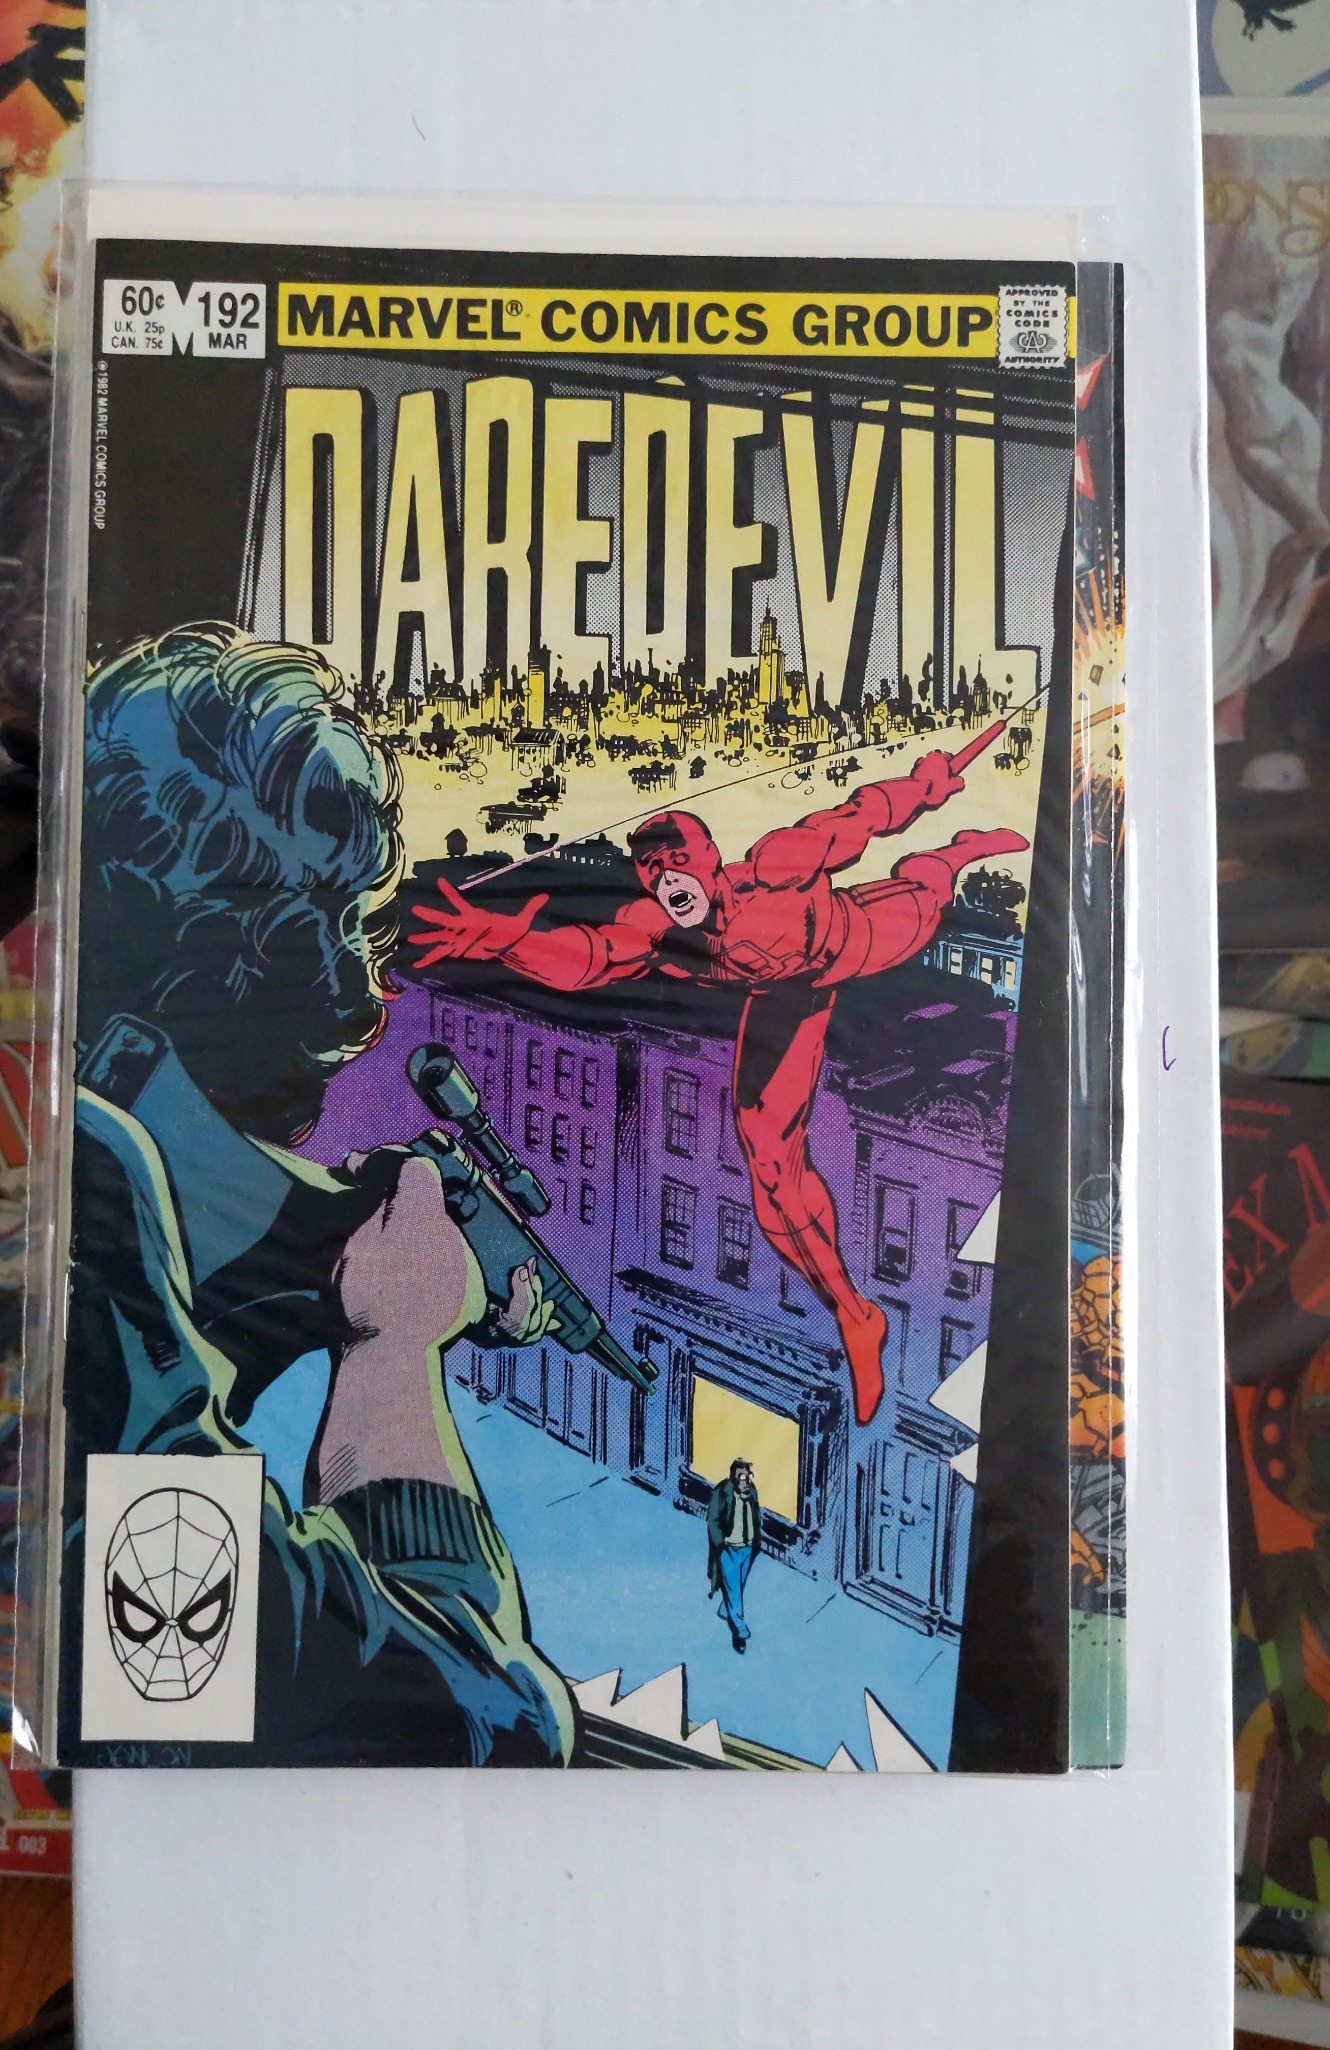 60¢
U.K. 25p
CAN. 75¢
192
MAR
MARVEL® COMICS GROUP
APPROVED
BY THE
COMICS
CODE
AUTHORITY
©1982 MARVEL COMICS GROUP
DAREDEVIL
003